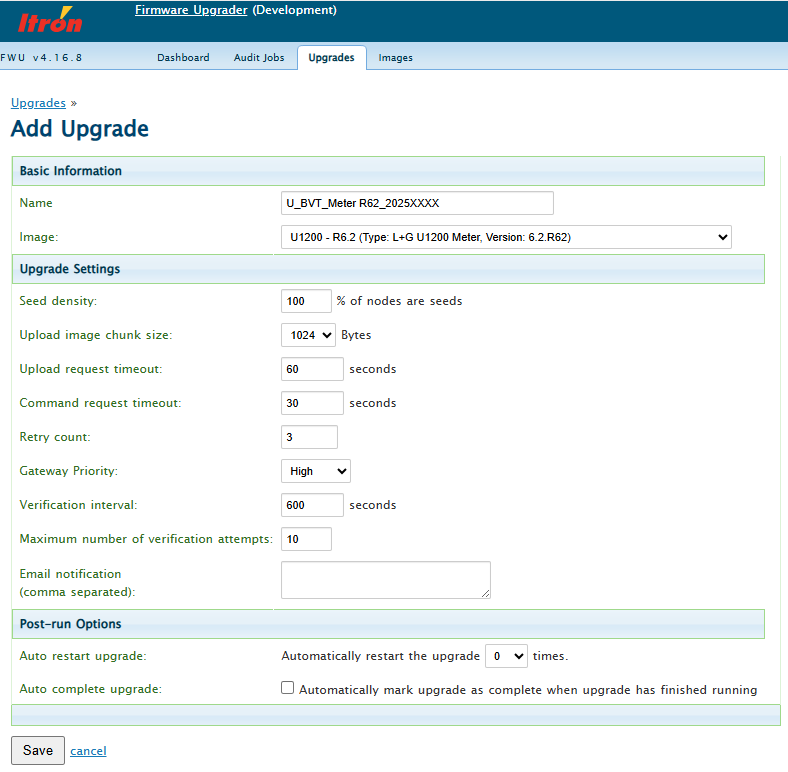 Itrón
Firmware Upgrader (Development)
FWU v4.16.8 Dashboard Audit Jobs Upgrades Images
Upgrades »
Add Upgrade
Basic Information
Name U_BVT_Meter R62_2025XXXX
Image: U1200 - R6.2 (Type: L+G U1200 Meter, Version: 6.2.R62)
Upgrade Settings
Seed density: 100 % of nodes are seeds
Upload image chunk size: 1024 Bytes
Upload request timeout: 60 seconds
Command request timeout: 30 seconds
Retry count: 3
Gateway Priority: High
Verification interval: 600 seconds
Maximum number of verification attempts: 10
Email notification
(comma separated):
Post-run Options
Auto restart upgrade: Automatically restart the upgrade 0 times.
Auto complete upgrade: Automatically mark upgrade as complete when upgrade has finished running
Save cancel